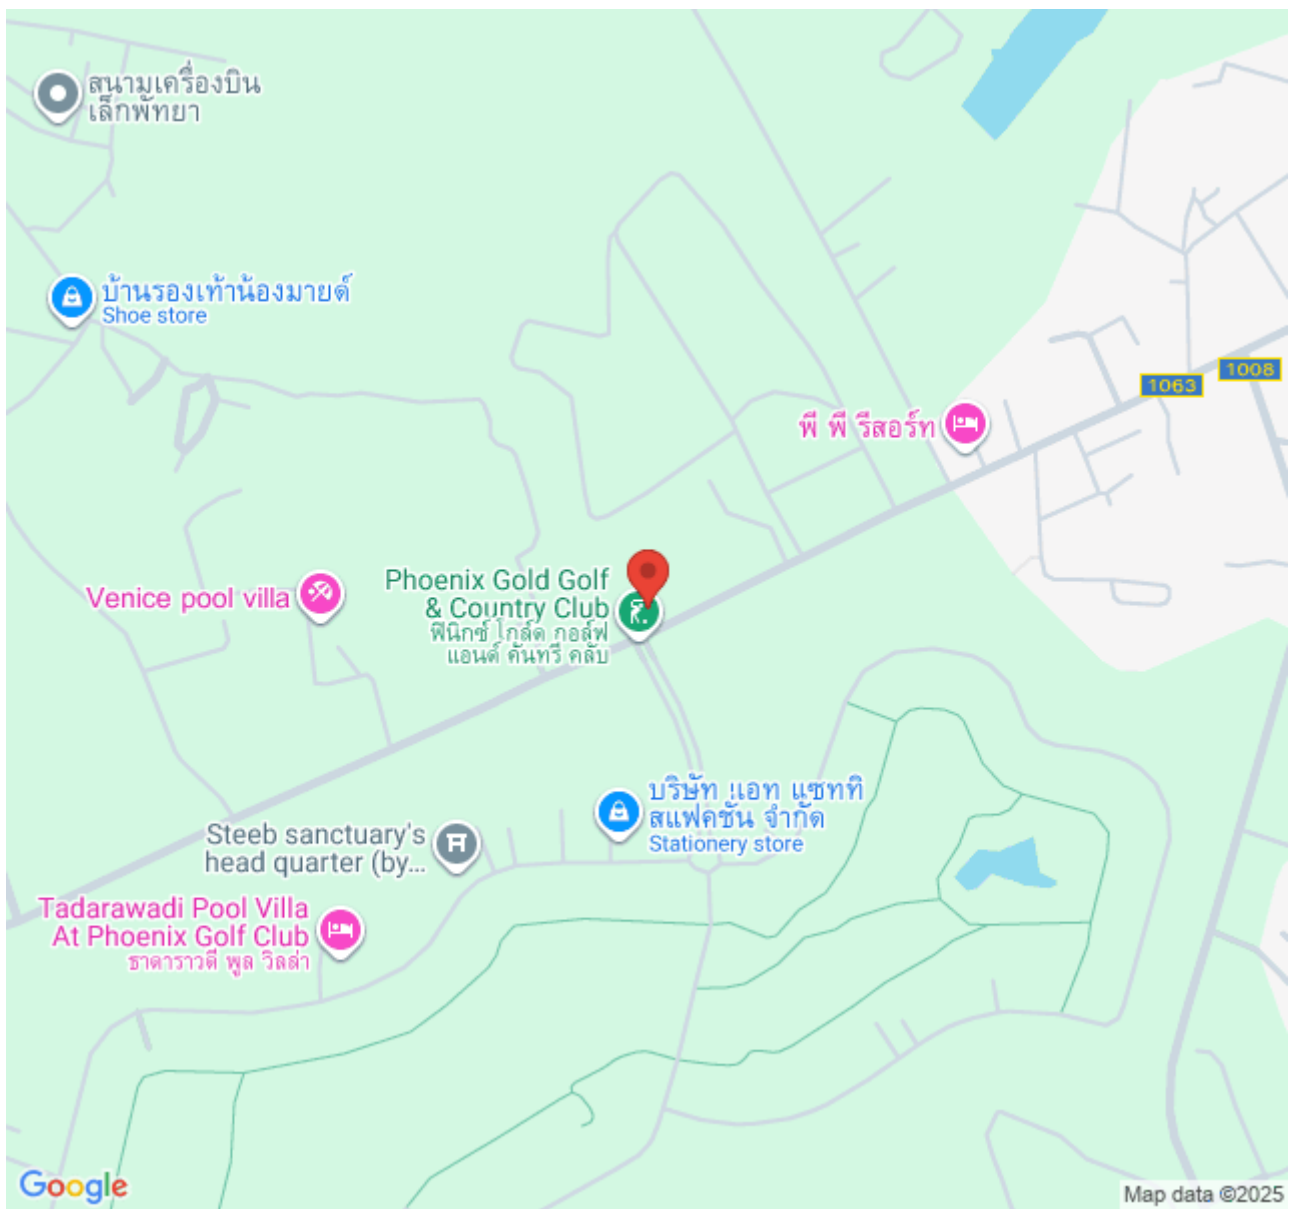 สนามเครื่องบิน
เล็กพัทยา
บ้านรองเท้าน้องมายด์
Shoe store
1008
1063
พี พี รีสอร์ท
Phoenix Gold Golf
& Country Club
ฟีนิกซ์ โกล์ด กอล์ฟ
แอนด์ คันทรี คลับ
Venice pool villa
บริษัท แอท แซททิ
สแฟคชั่น จำกัด
Stationery store
Steeb sanctuary's
head quarter (by...
Tadarawadi Pool Villa
At Phoenix Golf Club
ธาดาราวดี พูล วิลล่า
Google
Map data ©2025